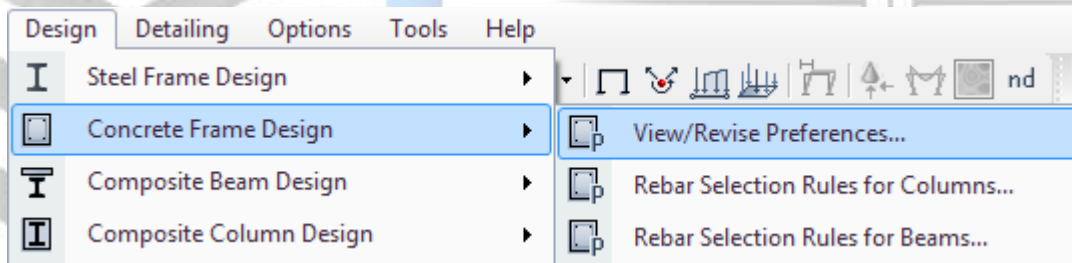 Design Detailing Options Tools Help
Steel Frame Design
nd
Concrete Frame Design
View/Revise Preferences...
Composite Beam Design
Rebar Selection Rules for Columns...
Composite Column Design
Rebar Selection Rules for Beams...